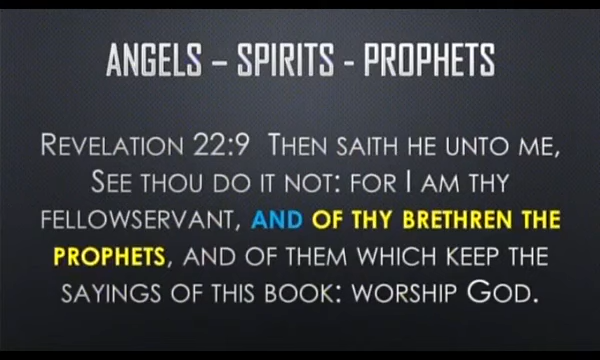 ANGELS – SPIRITS - PROPHETS
REVELATION 22:9 THEN SAITH HE UNTO ME,
SEE THOU DO IT NOT: FOR I AM THY
FELLOWSERVANT, AND OF THY BRETHREN THE
PROPHETS, AND OF THEM WHICH KEEP THE
SAYINGS OF THIS BOOK: WORSHIP GOD.